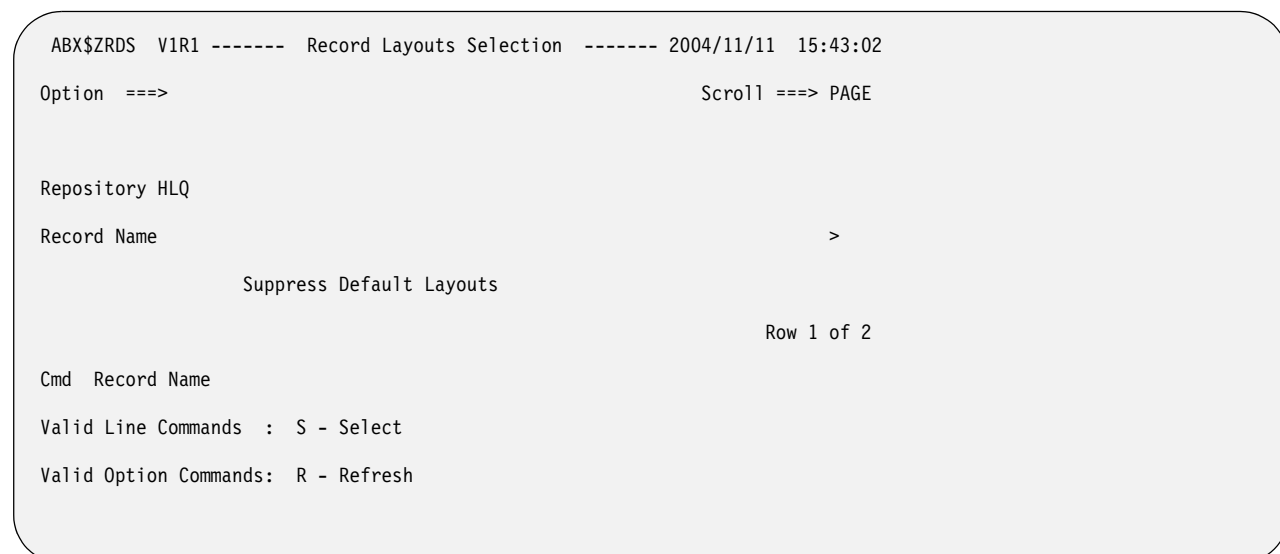 ABX$ZRDS V1R1 ------- Record Layouts Selection ------- 2004/11/11 15:43:02
Option ===> Scroll ===> PAGE
Repository HLQ
Record Name >
Suppress Default Layouts
Row 1 of 2
Cmd Record Name
Valid Line Commands : S - Select
Valid Option Commands: R - Refresh